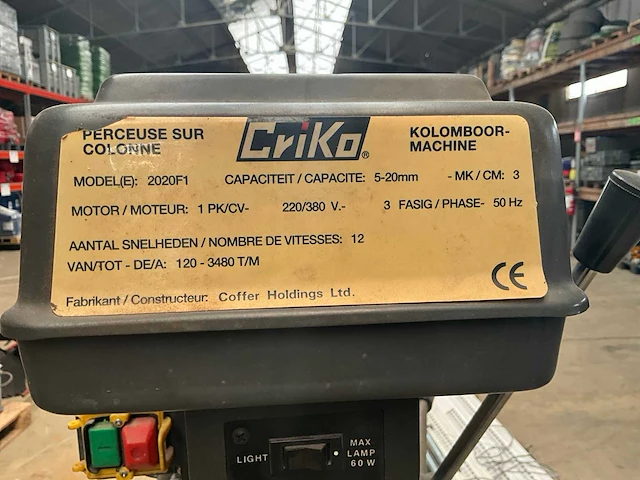 PERCEUSE SUR COLONNE
CriKo®
KOLOMBOOR-MACHINE
MODEL(E): 2020F1 CAPACITEIT / CAPACITE: 5-20mm - MK / CM: 3
MOTOR / MOTEUR: 1 PK/CV- 220/380 V.- 3 FASIG / PHASE- 50 Hz
AANTAL SNELHEDEN / NOMBRE DE VITESSES: 12
VAN/TOT - DE/A: 120 - 3480 T/M
CE
Fabrikant / Constructeur: Coffer Holdings Ltd.
LIGHT
MAX
LAMP
60 W